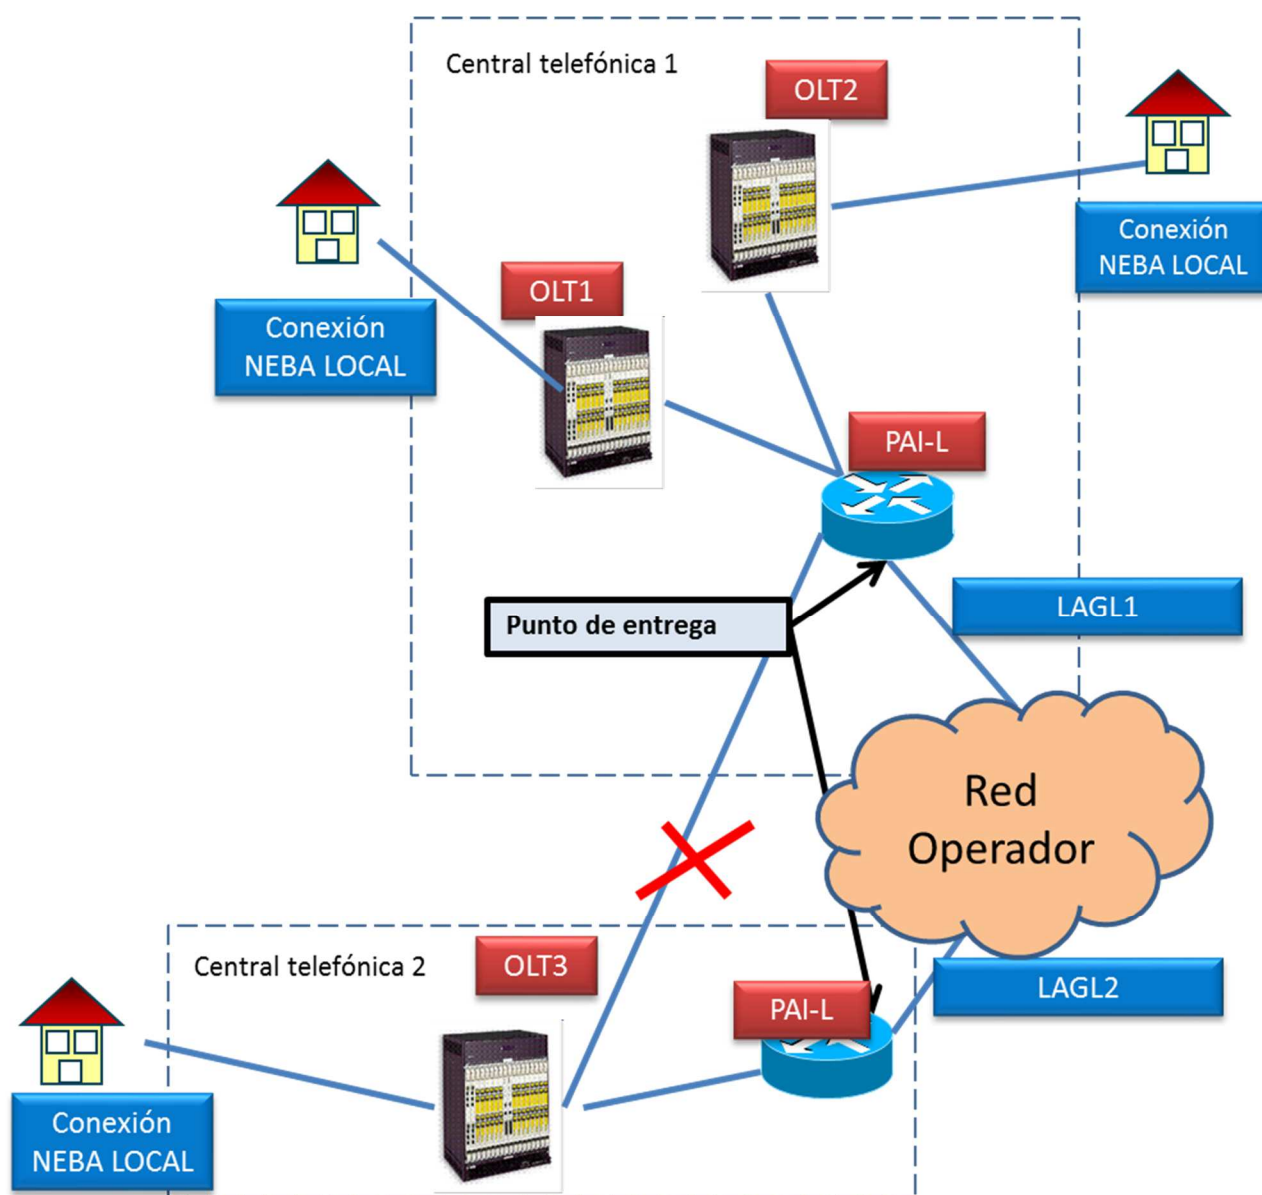 Central telefónica 1
OLT2
Conexión
NEBA LOCAL
OLT1
Conexión
NEBA LOCAL
PAI-L
Punto de entrega
LAGL1
Red
Operador
Central telefónica 2
OLT3
LAGL2
PAI-L
Conexión
NEBA LOCAL